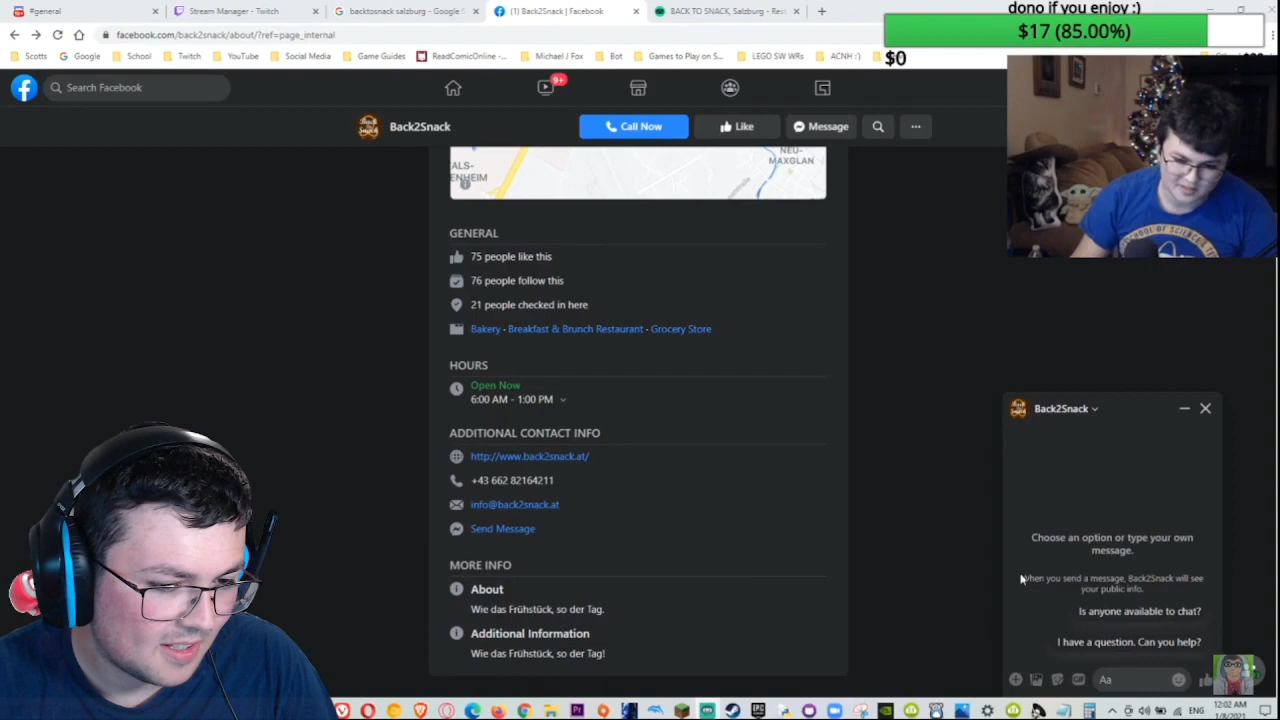 #general
Stream Manager - Twitch
backtosnack salzburg - Google S
(1) Back2Snack | Facebook
BACK TO SNACK, Salzburg - Rest
dono if you enjoy :)
$17 (85.00%)
$0
facebook.com/back2snack/about/?ref=page_internal
Scotts
Google
School
Twitch
YouTube
Social Media
Game Guides
ReadComicOnline -...
Michael / Fox
Bot
Games to Play on S...
LEGO SW WRs
ACNH :)
Search Facebook
9+
Back2Snack
Call Now
Like
Message
ALS-
ENHEIM
NEU-
MAXGLAN
GENERAL
75 people like this
76 people follow this
21 people checked in here
Bakery · Breakfast & Brunch Restaurant · Grocery Store
HOURS
Open Now
6:00 AM - 1:00 PM
ADDITIONAL CONTACT INFO
http://www.back2snack.at/
+43 662 82164211
info@back2snack.at
Send Message
MORE INFO
About
Wie das Frühstück, so der Tag.
Additional Information
Wie das Frühstück, so der Tag!
Back2Snack
Choose an option or type your own
message.
When you send a message, Back2Snack will see
your public info.
Is anyone available to chat?
I have a question. Can you help?
Aa
ENG
12:02 AM
1/8/2021